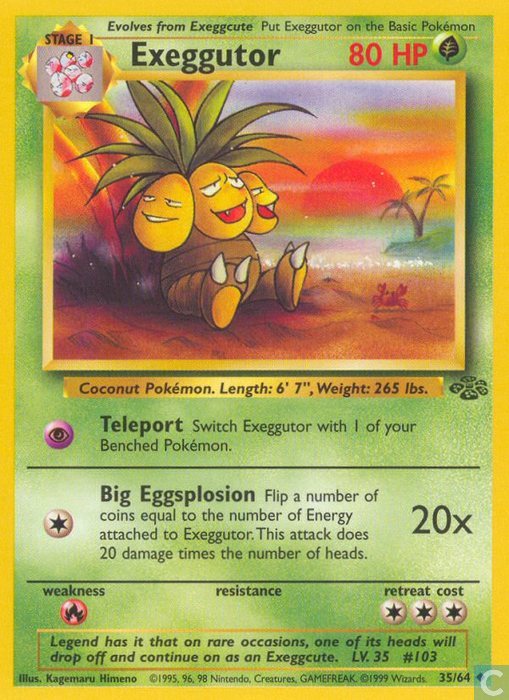 Evolves from Exeggcute Put Exeggutor on the Basic Pokémon
STAGE 1
Exeggutor
80 HP
Coconut Pokémon. Length: 6' 7", Weight: 265 lbs.
Teleport Switch Exeggutor with 1 of your
Benched Pokémon.
Big Eggsplosion Flip a number of
coins equal to the number of Energy
attached to Exeggutor. This attack does
20 damage times the number of heads.
20x
weakness resistance retreat cost
Legend has it that on rare occasions, one of its heads will
drop off and continue on as an Exeggcute. LV. 35 #103
Illus. Kagemaru Himeno ©1995, 96, 98 Nintendo, Creatures, GAMEFREAK. ©1999 Wizards. 35/64
C